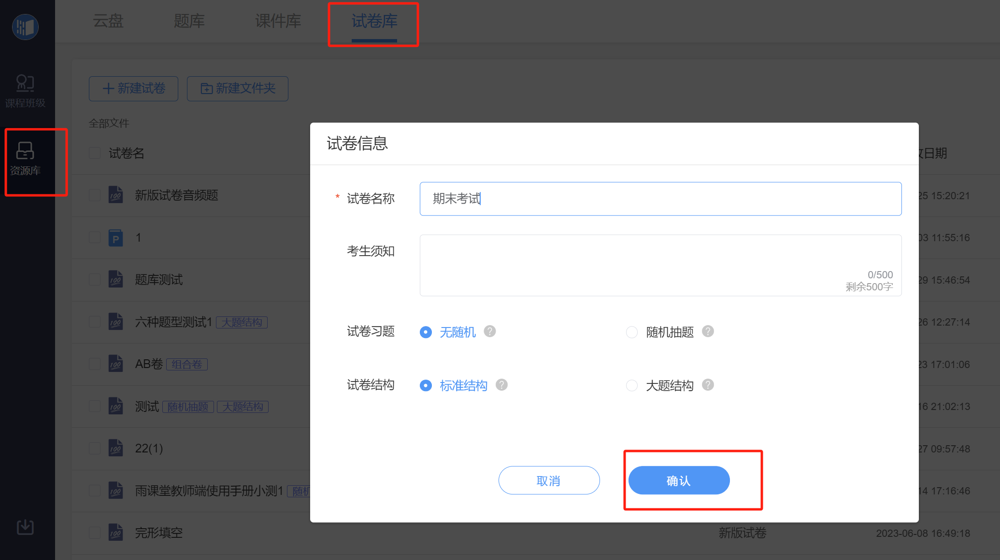 云盘
题库
课件库
试卷库
课程班级
资源库
新建试卷
新建文件夹
全部文件
试卷名
改日期
新版试卷音频题
25 15:20:21
1
03 11:55:16
题库测试
29 15:46:54
六种题型测试1 大题结构
26 12:27:14
AB卷 组合卷
23 17:01:06
测试 随机抽题 大题结构
16 21:02:13
22(1)
27 09:57:48
雨课堂教师端使用手册小测1 随机
14 17:16:46
完形填空
新版试卷
2023-06-08 16:49:18
试卷信息
* 试卷名称
期末考试
考生须知
0/500
剩余500字
试卷习题
无随机 ?
随机抽题 ?
试卷结构
标准结构 ?
大题结构 ?
取消
确认